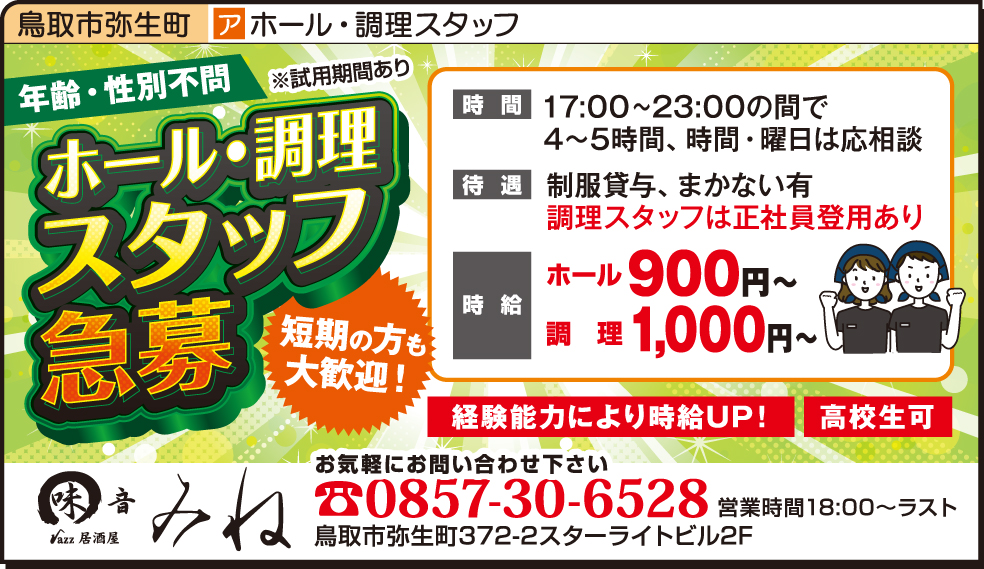 鳥取市弥生町 ア ホール・調理スタッフ
年齢・性別不問
※試用期間あり
ホール・調理
スタッフ
急募
短期の方も
大歓迎！
時間 17:00～23:00の間で
4～5時間、時間・曜日は応相談
待遇 制服貸与、まかない有
調理スタッフは正社員登用あり
時給 ホール 900円～
調理 1,000円～
経験能力により時給UP！
高校生可
味音
Jazz 居酒屋
みね
お気軽にお問い合わせ下さい
☎0857-30-6528 営業時間18:00～ラスト
鳥取市弥生町372-2スターライトビル2F